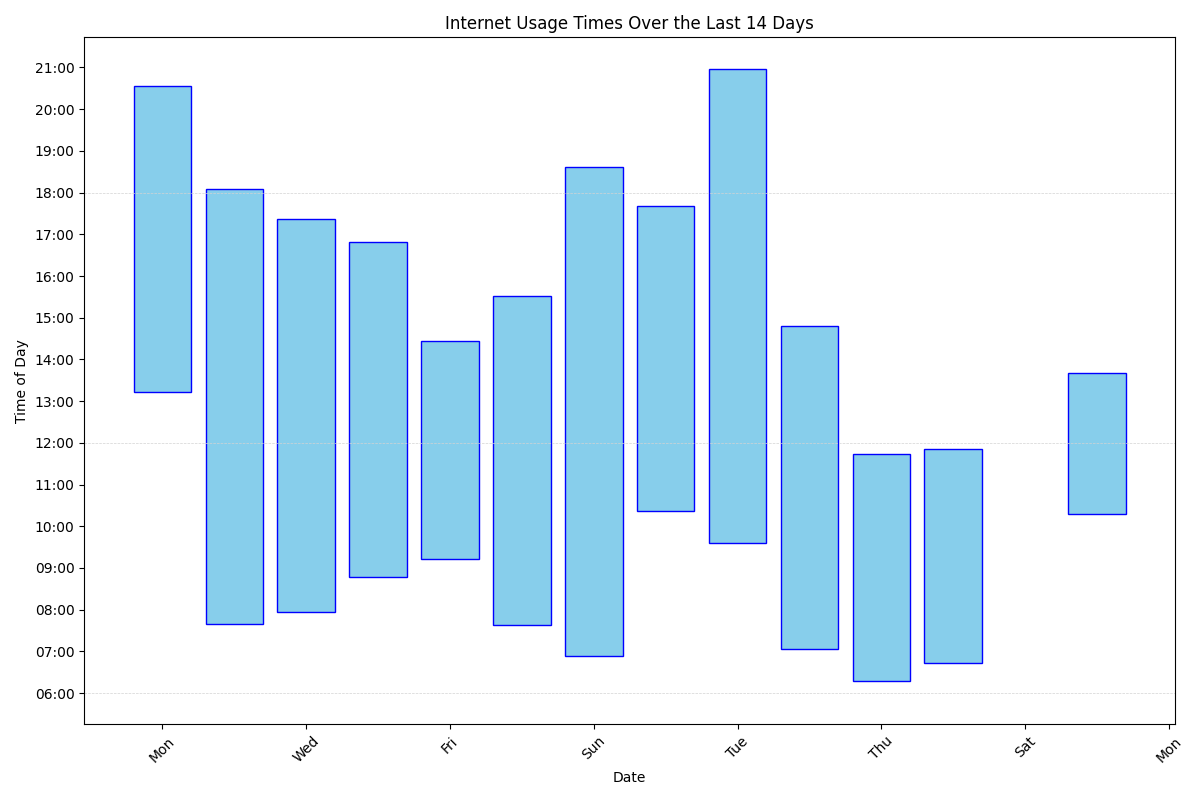 Internet Usage Times Over the Last 14 Days
21:00
20:00
19:00
18:00
17:00
16:00
15:00
14:00
13:00
12:00
11:00
10:00
09:00
08:00
07:00
06:00
Time of Day
Mon
Wed
Fri
Sun
Tue
Thu
Sat
Mon
Date